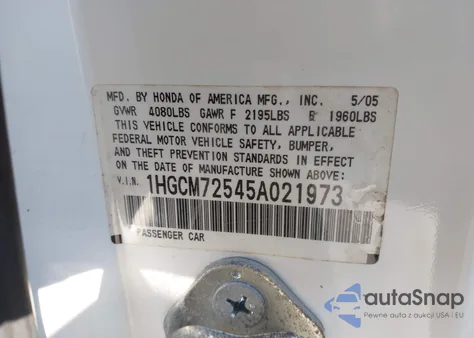 MFD. BY HONDA OF AMERICA MFG., INC. 5/05
GVWR 4080LBS GAWR F 2195LBS R 1960LBS
THIS VEHICLE CONFORMS TO ALL APPLICABLE
FEDERAL MOTOR VEHICLE SAFETY, BUMPER,
AND THEFT PREVENTION STANDARDS IN EFFECT
ON THE DATE OF MANUFACTURE SHOWN ABOVE.
V.I.N. 1HGCM72545A021973
PASSENGER CAR
autoSnap
Pewne auta z aukcji USA i EU